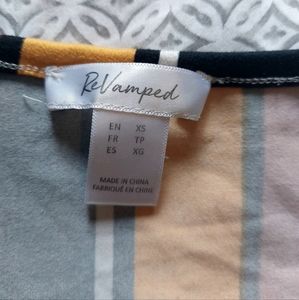 ReVamped
EN XS
FR TP
ES XG
MADE IN CHINA
FABRIQUÉ EN CHINE